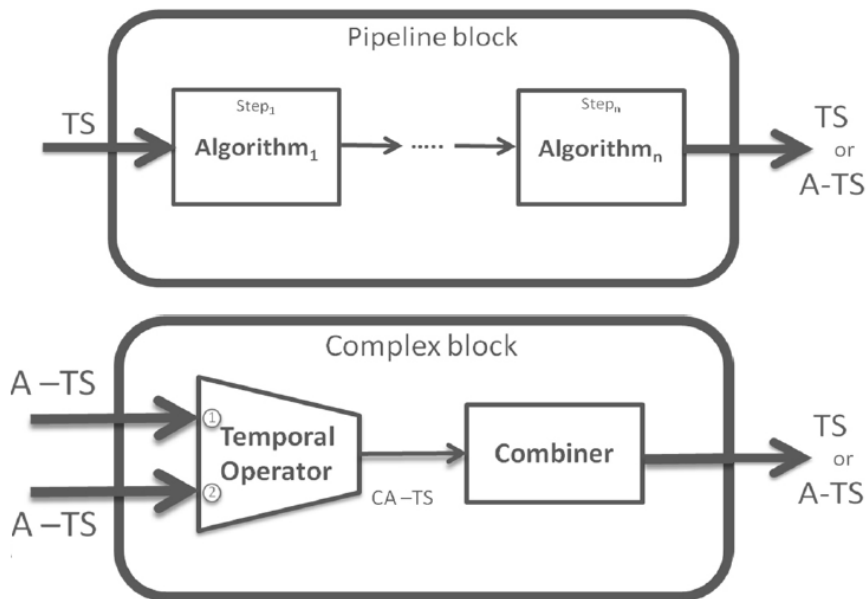 Pipeline block
Step₁
Algorithm₁
.....
Stepₙ
Algorithmₙ
TS
TS
or
A-TS
Complex block
A –TS
A –TS
1
2
Temporal
Operator
CA –TS
Combiner
TS
or
A-TS